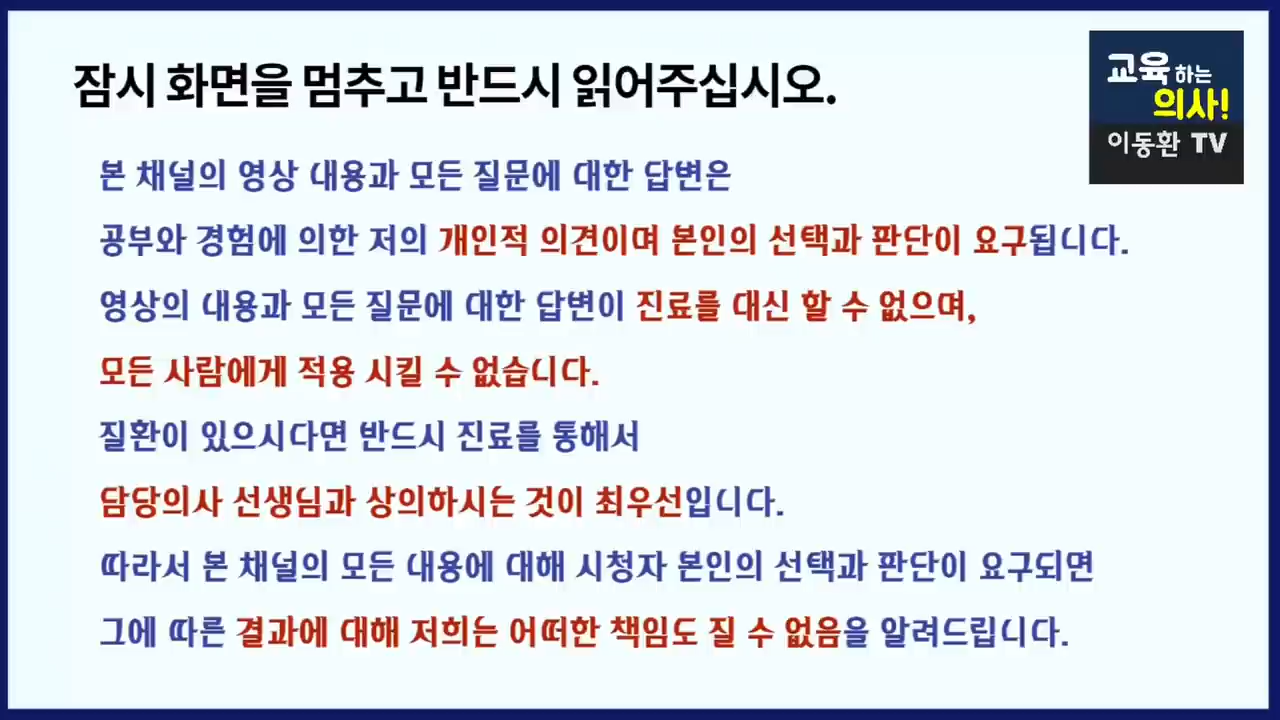 잠시 화면을 멈추고 반드시 읽어주십시오.
교육하는
의사!
이동환 TV
본 채널의 영상 내용과 모든 질문에 대한 답변은
공부와 경험에 의한 저의 개인적 의견이며 본인의 선택과 판단이 요구됩니다.
영상의 내용과 모든 질문에 대한 답변이 진료를 대신 할 수 없으며,
모든 사람에게 적용 시킬 수 없습니다.
질환이 있으시다면 반드시 진료를 통해서
담당의사 선생님과 상의하시는 것이 최우선입니다.
따라서 본 채널의 모든 내용에 대해 시청자 본인의 선택과 판단이 요구되면
그에 따른 결과에 대해 저희는 어떠한 책임도 질 수 없음을 알려드립니다.